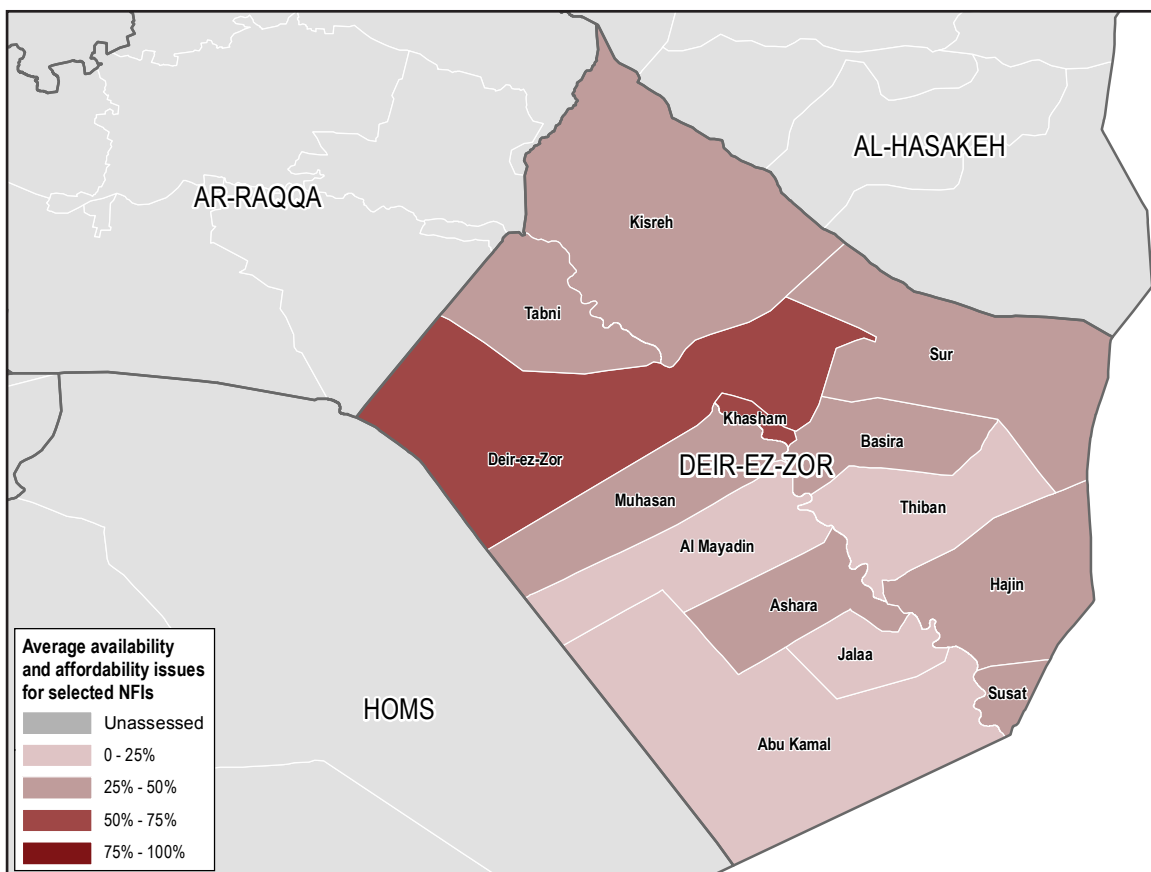 AL-HASAKEH
AR-RAQQA
Kisreh
Tabni
Sur
Khasham
Basira
Deir-ez-Zor
DEIR-EZ-ZOR
Muhasan
Thiban
Al Mayadin
Hajin
Ashara
Jalaa
Susat
HOMS
Abu Kamal
Average availability
and affordability issues
for selected NFIs
Unassessed
0 - 25%
25% - 50%
50% - 75%
75% - 100%